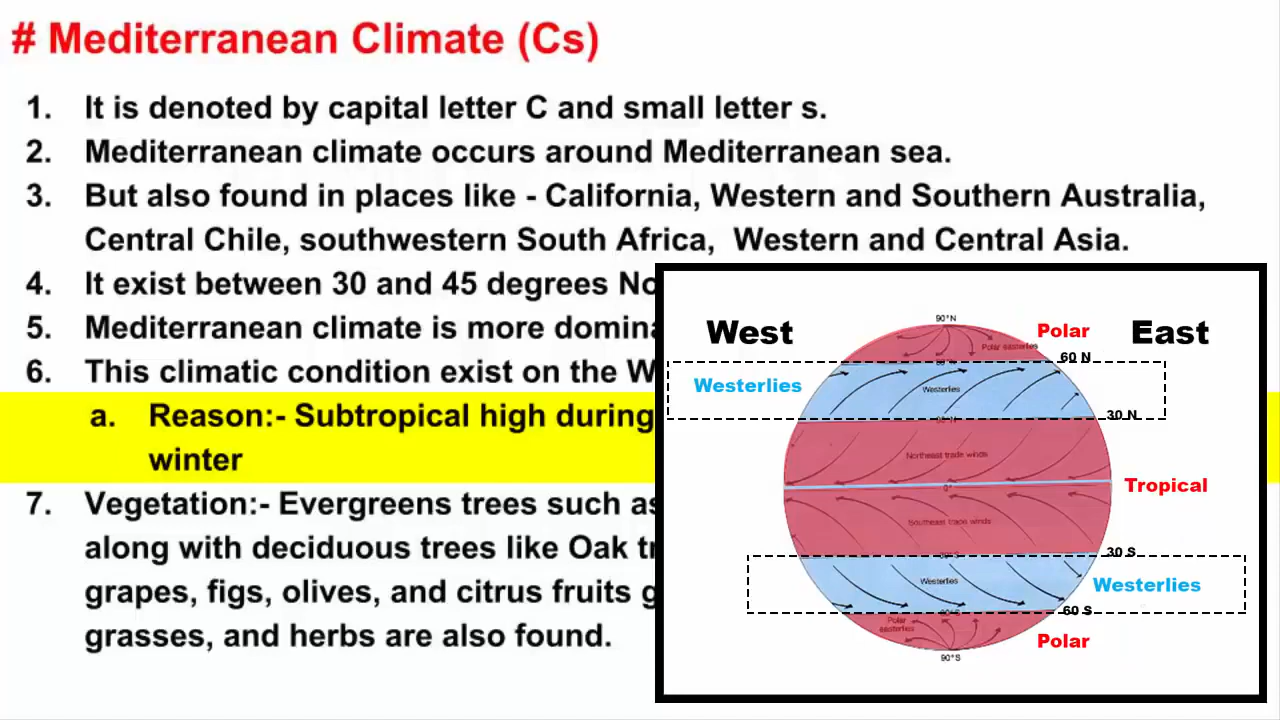 # Mediterranean Climate (Cs)
1. It is denoted by capital letter C and small letter s.
2. Mediterranean climate occurs around Mediterranean sea.
3. But also found in places like - California, Western and Southern Australia,
Central Chile, southwestern South Africa, Western and Central Asia.
4. It exist between 30 and 45 degrees No
5. Mediterranean climate is more domina
6. This climatic condition exist on the W
a. Reason:- Subtropical high during
winter
7. Vegetation:- Evergreens trees such as
along with deciduous trees like Oak tr
grapes, figs, olives, and citrus fruits g
grasses, and herbs are also found.
90°N
West
Polar
East
Polar easterlies
60 N
Westerlies
Westerlies
30 N
Northeast trade winds
0°
Tropical
Southeast trade winds
30 S
Westerlies
Westerlies
60 S
Polar
easterlies
Polar
90°S